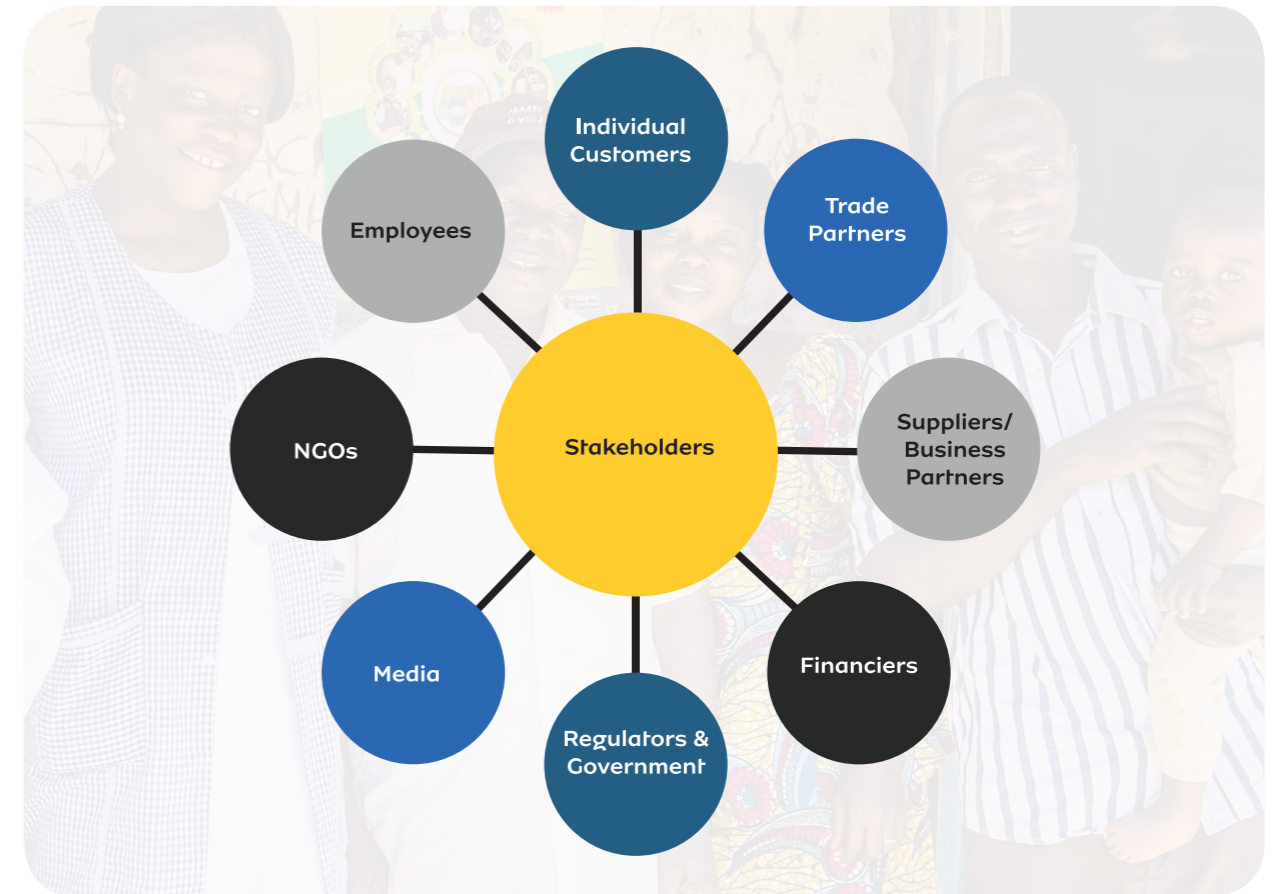 Individual
Customers
Trade
Partners
Employees
Suppliers/
Business
Partners
Stakeholders
NGOs
Financiers
Media
Regulators &
Government